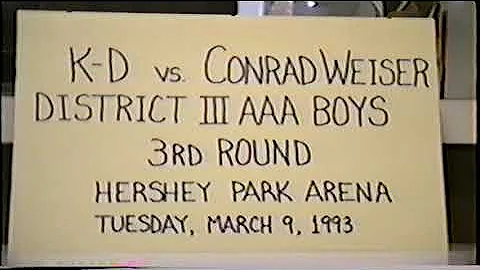 K-D vs. CONRAD WEISER
DISTRICT III AAA BOYS
3RD ROUND
HERSHEY PARK ARENA
TUESDAY, MARCH 9, 1993